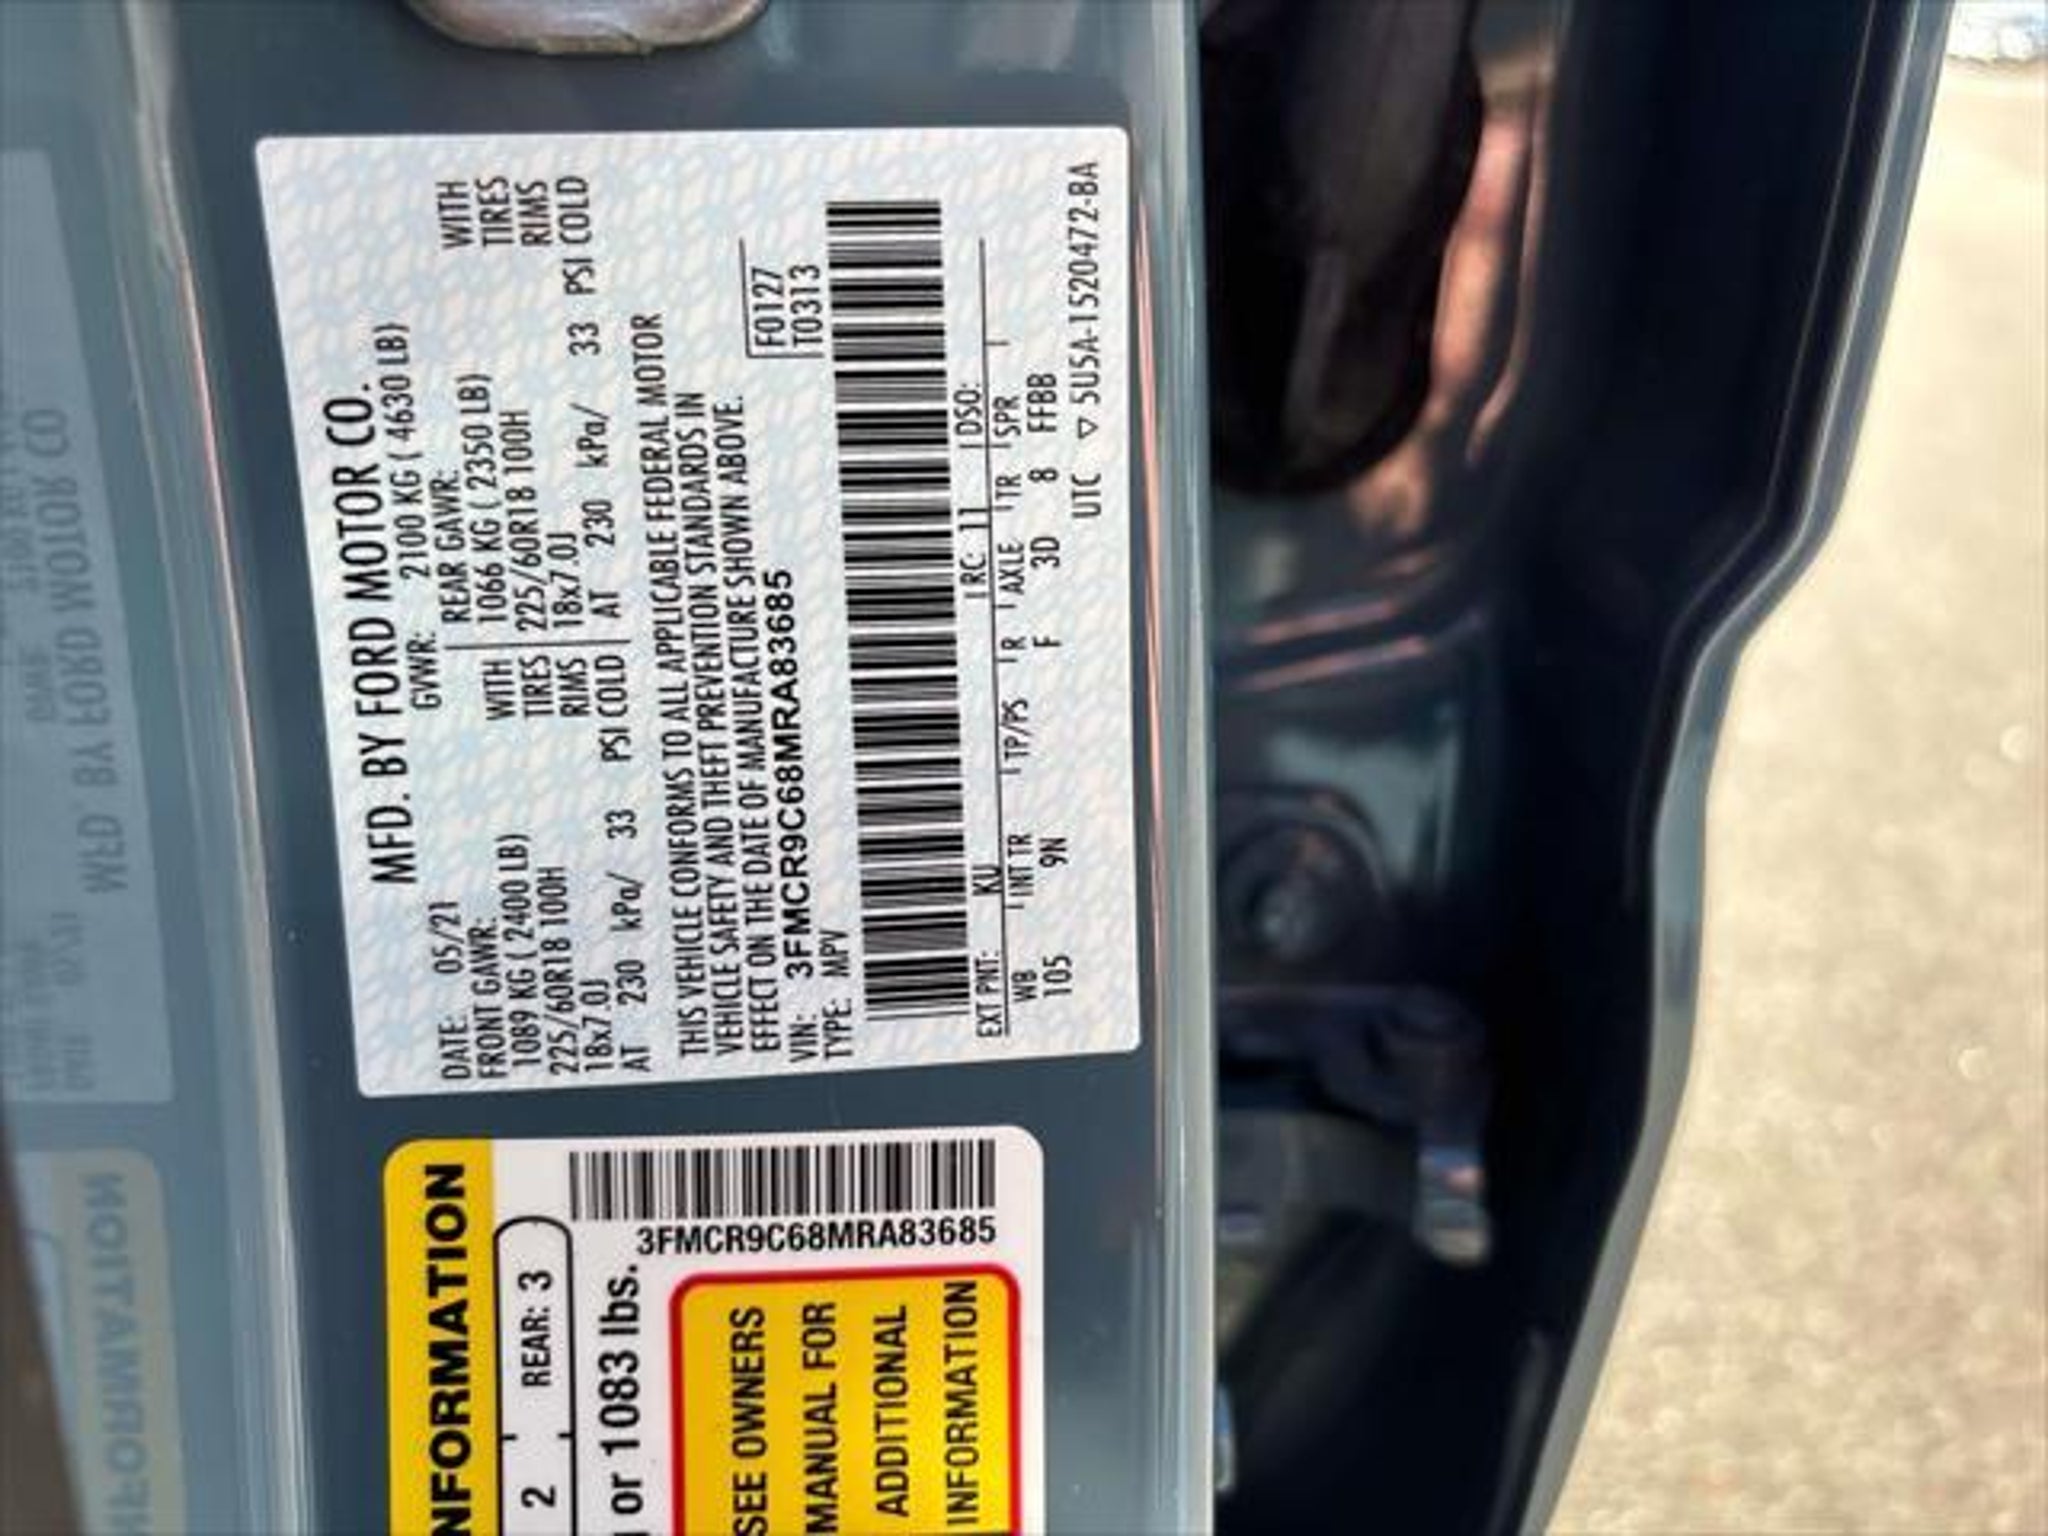 MFD. BY FORD MOTOR CO.
DATE: 05/21 GVWR: 2100 KG ( 4630 LB)
FRONT GAWR: REAR GAWR:
1089 KG ( 2400 LB) WITH 1066 KG ( 2350 LB) WITH
225/60R18 100H TIRES 225/60R18 100H TIRES
18x7.0J RIMS 18x7.0J RIMS
AT 230 kPa/ 33 PSI COLD AT 230 kPa/ 33 PSI COLD
THIS VEHICLE CONFORMS TO ALL APPLICABLE FEDERAL MOTOR
VEHICLE SAFETY AND THEFT PREVENTION STANDARDS IN
EFFECT ON THE DATE OF MANUFACTURE SHOWN ABOVE.
VIN: 3FMCR9C68MRA83685 F0127
TYPE: MPV T0313
EXT PNT: KU RC: 11 DSO:
WB INT TR TP/PS R AXLE TR SPR
105 9N F 3D 8 FFBB
UTC ▽ 5U5A-1520472-BA
NFORMATION
2 REAR: 3
or 1083 lbs.
3FMCR9C68MRA83685
SEE OWNERS
MANUAL FOR
ADDITIONAL
INFORMATION